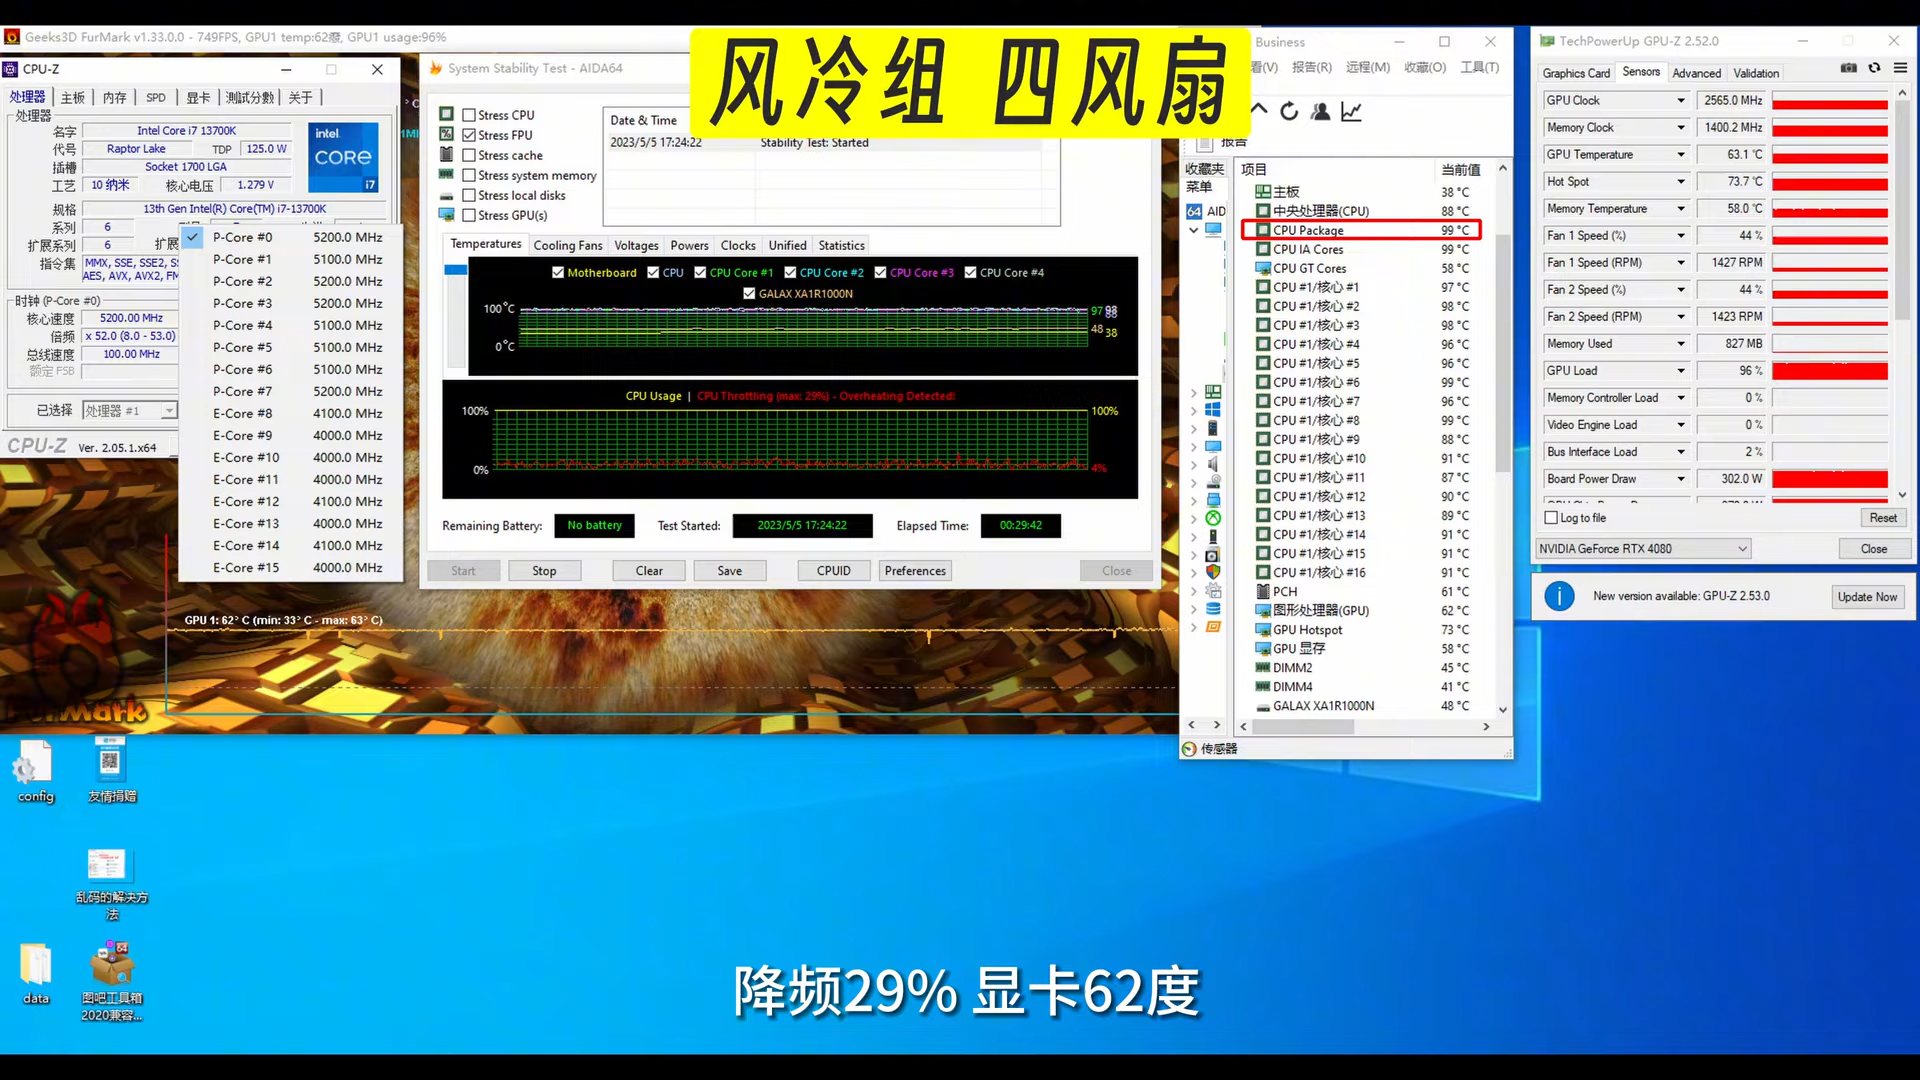 Geeks3D FurMark v1.33.0.0 - 749FPS, GPU1 temp:62癈, GPU1 usage:96%
风冷组 四风扇
CPU-Z
处理器 主板 内存 SPD 显卡 測試分數 关于
处理器
名字 Intel Core i7 13700K
代号 Raptor Lake TDP 125.0 W
插槽 Socket 1700 LGA
工艺 10 纳米 核心电压 1.279 V
intel CORE i7
规格 13th Gen Intel(R) Core(TM) i7-13700K
系列 6
扩展系列 6
指令集 MMX, SSE, SSE2,
AES, AVX, AVX2,
时钟 (P-Core #0)
核心速度 5200.00 MHz
倍频 x 52.0 (8.0 - 53.0)
总线速度 100.00 MHz
额定 FSB
已选择 处理器 #1
CPU-Z Ver. 2.05.1.x64
P-Core #0 5200.0 MHz
P-Core #1 5100.0 MHz
P-Core #2 5200.0 MHz
P-Core #3 5200.0 MHz
P-Core #4 5100.0 MHz
P-Core #5 5100.0 MHz
P-Core #6 5100.0 MHz
P-Core #7 5200.0 MHz
E-Core #8 4100.0 MHz
E-Core #9 4000.0 MHz
E-Core #10 4000.0 MHz
E-Core #11 4000.0 MHz
E-Core #12 4100.0 MHz
E-Core #13 4000.0 MHz
E-Core #14 4100.0 MHz
E-Core #15 4000.0 MHz
GPU 1: 62° C (min: 33° C - max: 63° C)
FurMark
System Stability Test - AIDA64
Stress CPU
Stress FPU
Stress cache
Stress system memory
Stress local disks
Stress GPU(s)
Date & Time
2023/5/5 17:24:22 Stability Test: Started
Temperatures Cooling Fans Voltages Powers Clocks Unified Statistics
Motherboard CPU CPU Core #1 CPU Core #2 CPU Core #3 CPU Core #4
GALAX XA1R1000N
100°C
97
48 38
0°C
CPU Usage | CPU Throttling (max: 29%) - Overheating Detected!
100% 100%
0% 4%
Remaining Battery: No battery Test Started: 2023/5/5 17:24:22 Elapsed Time: 00:29:42
Start Stop Clear Save CPUID Preferences Close
Business
看(V) 报告(R) 远程(M) 收藏(O) 工具(T)
报告
收藏夹
菜单
64 AID
项目 当前值
主板 38 °C
中央处理器(CPU) 88 °C
CPU Package 99 °C
CPU IA Cores 99 °C
CPU GT Cores 58 °C
CPU #1/核心 #1 97 °C
CPU #1/核心 #2 98 °C
CPU #1/核心 #3 98 °C
CPU #1/核心 #4 96 °C
CPU #1/核心 #5 96 °C
CPU #1/核心 #6 99 °C
CPU #1/核心 #7 96 °C
CPU #1/核心 #8 99 °C
CPU #1/核心 #9 88 °C
CPU #1/核心 #10 91 °C
CPU #1/核心 #11 87 °C
CPU #1/核心 #12 90 °C
CPU #1/核心 #13 89 °C
CPU #1/核心 #14 91 °C
CPU #1/核心 #15 91 °C
CPU #1/核心 #16 91 °C
PCH 61 °C
图形处理器(GPU) 62 °C
GPU Hotspot 73 °C
GPU 显存 58 °C
DIMM2 45 °C
DIMM4 41 °C
GALAX XA1R1000N 48 °C
传感器
TechPowerUp GPU-Z 2.52.0
Graphics Card Sensors Advanced Validation
GPU Clock 2565.0 MHz
Memory Clock 1400.2 MHz
GPU Temperature 63.1 °C
Hot Spot 73.7 °C
Memory Temperature 58.0 °C
Fan 1 Speed (%) 44 %
Fan 1 Speed (RPM) 1427 RPM
Fan 2 Speed (%) 44 %
Fan 2 Speed (RPM) 1423 RPM
Memory Used 827 MB
GPU Load 96 %
Memory Controller Load 0 %
Video Engine Load 0 %
Bus Interface Load 2 %
Board Power Draw 302.0 W
Log to file Reset
NVIDIA GeForce RTX 4080 Close
New version available: GPU-Z 2.53.0 Update Now
config 友情捐赠
乱码的解决方
法
data 图吧工具箱
2020兼容...
降频29% 显卡62度